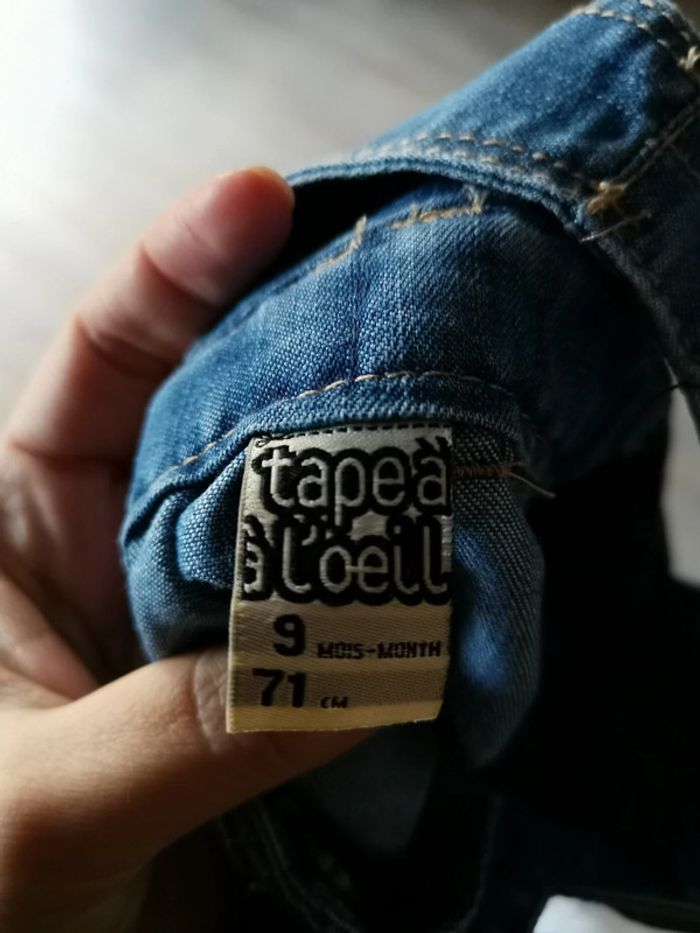 tapeà
à l'oeil
9 MOIS-MONTH
71 CM